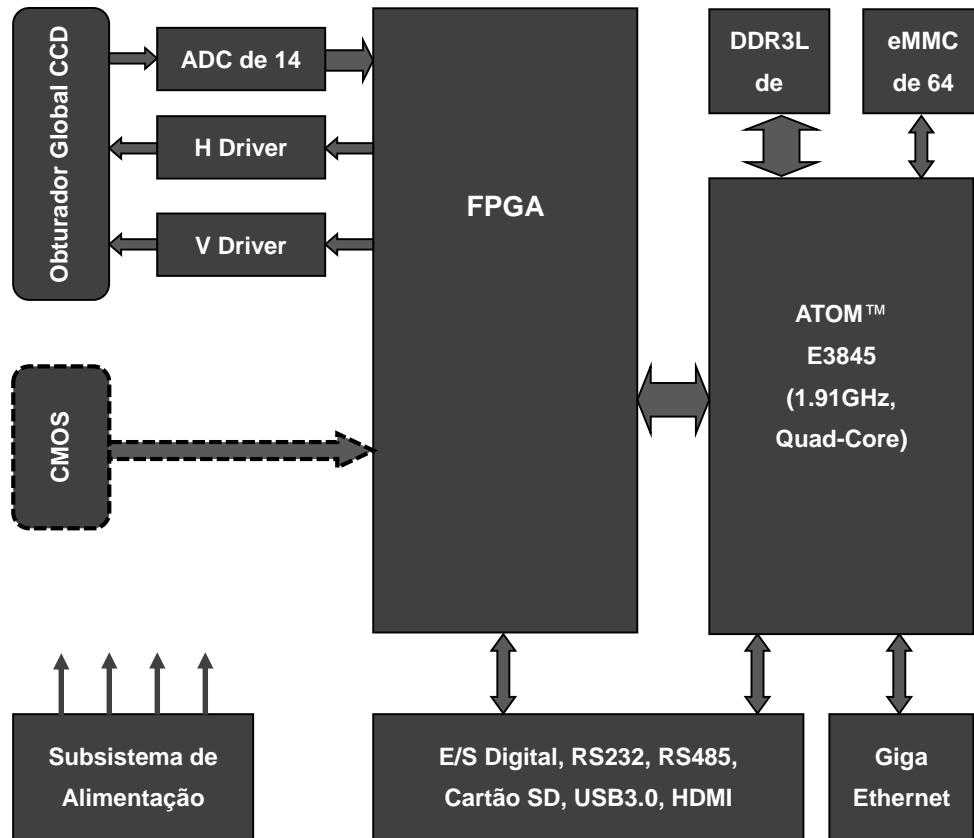 Obturador Global CCD
ADC de 14
H Driver
V Driver
FPGA
DDR3L
de
eMMC
de 64
ATOM™
E3845
(1.91GHz,
Quad-Core)
CMOS
Subsistema de
Alimentação
E/S Digital, RS232, RS485,
Cartão SD, USB3.0, HDMI
Giga
Ethernet